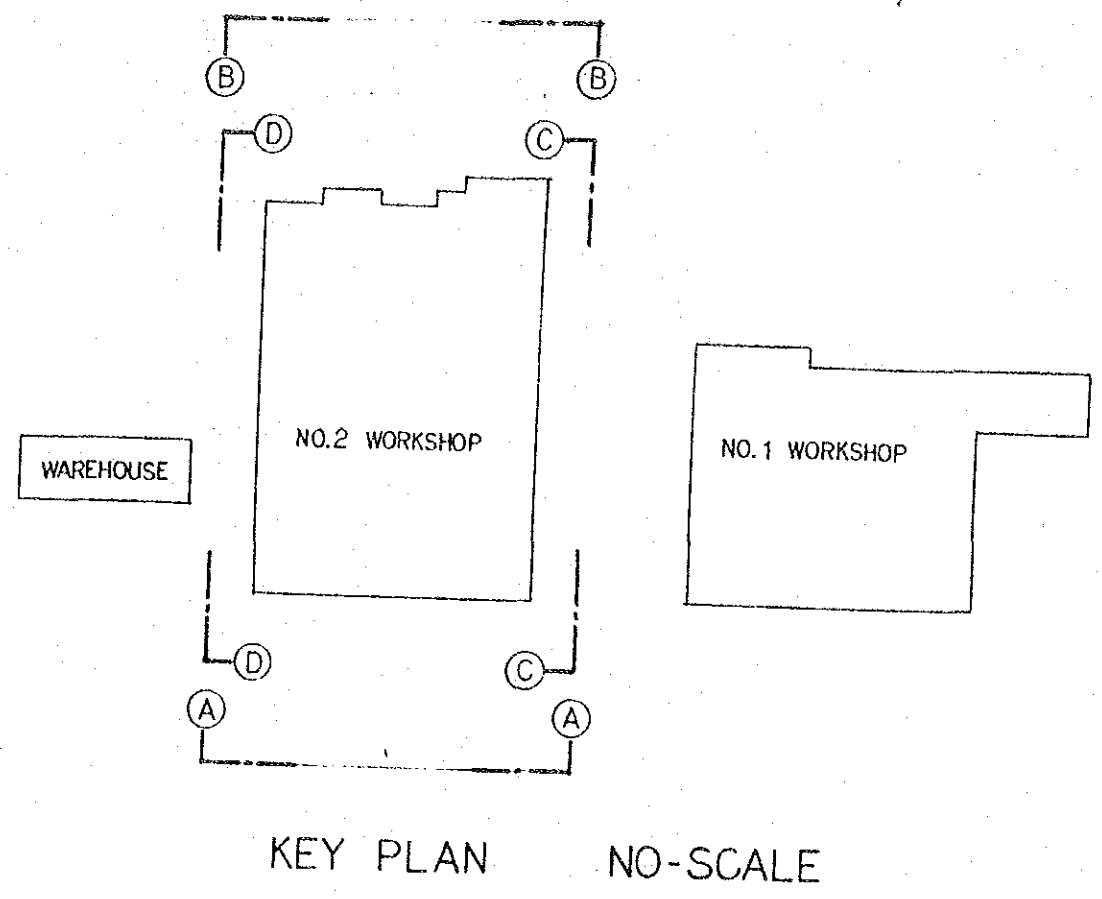 B B
D C
NO.2 WORKSHOP
NO.1 WORKSHOP
WAREHOUSE
D C
A A
KEY PLAN NO-SCALE